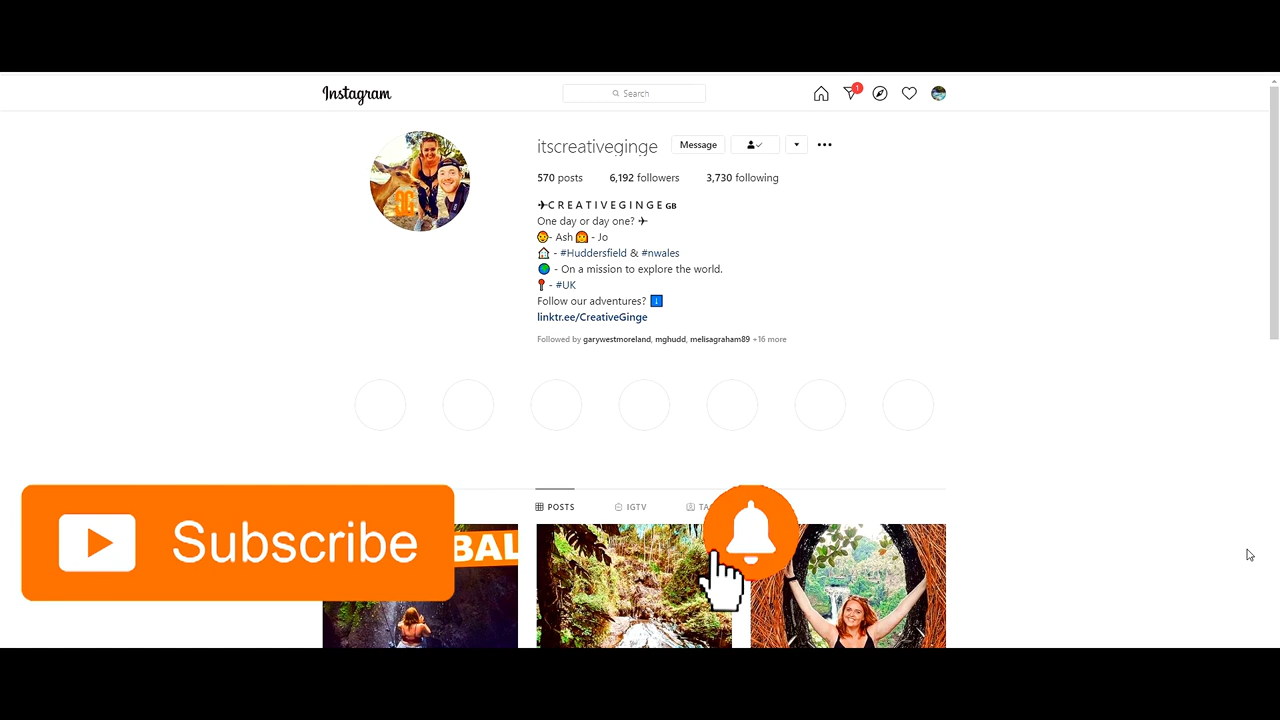 Instagram
Search
1
itscreativeginge
Message
570 posts 6,192 followers 3,730 following
✈C R E A T I V E G I N G E GB
One day or day one? ✈
👨- Ash 👩 - Jo
🏠 - #Huddersfield & #nwales
🌍 - On a mission to explore the world.
📍 - #UK
Follow our adventures? ⬇
linktr.ee/CreativeGinge
Followed by garywestmoreland, mghudd, melisagraham89 +16 more
POSTS IGTV
Subscribe